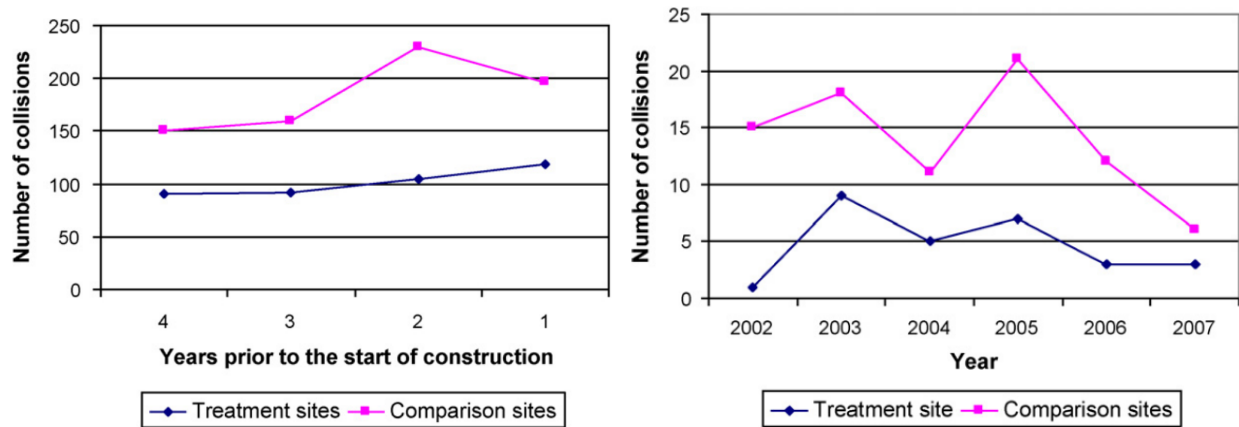 250
200
150
100
50
0
Number of collisions
4 3 2 1
Years prior to the start of construction
Treatment sites Comparison sites
25
20
15
10
5
0
Number of collisions
2002 2003 2004 2005 2006 2007
Year
Treatment site Comparison sites